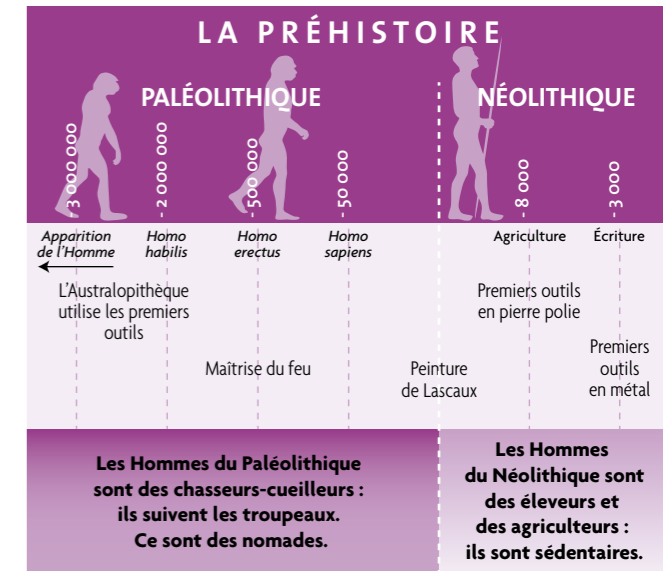 LA PRÉHISTOIRE
PALÉOLITHIQUE
NÉOLITHIQUE
- 3 000 000
- 2 000 000
- 500 000
- 50 000
- 8 000
- 3 000
Apparition
de l'Homme
Homo
habilis
Homo
erectus
Homo
sapiens
Agriculture
Écriture
L'Australopithèque
utilise les premiers
outils
Premiers outils
en pierre polie
Maîtrise du feu
Peinture
de Lascaux
Premiers
outils
en métal
Les Hommes du Paléolithique
sont des chasseurs-cueilleurs :
ils suivent les troupeaux.
Ce sont des nomades.
Les Hommes
du Néolithique sont
des éleveurs et
des agriculteurs :
ils sont sédentaires.